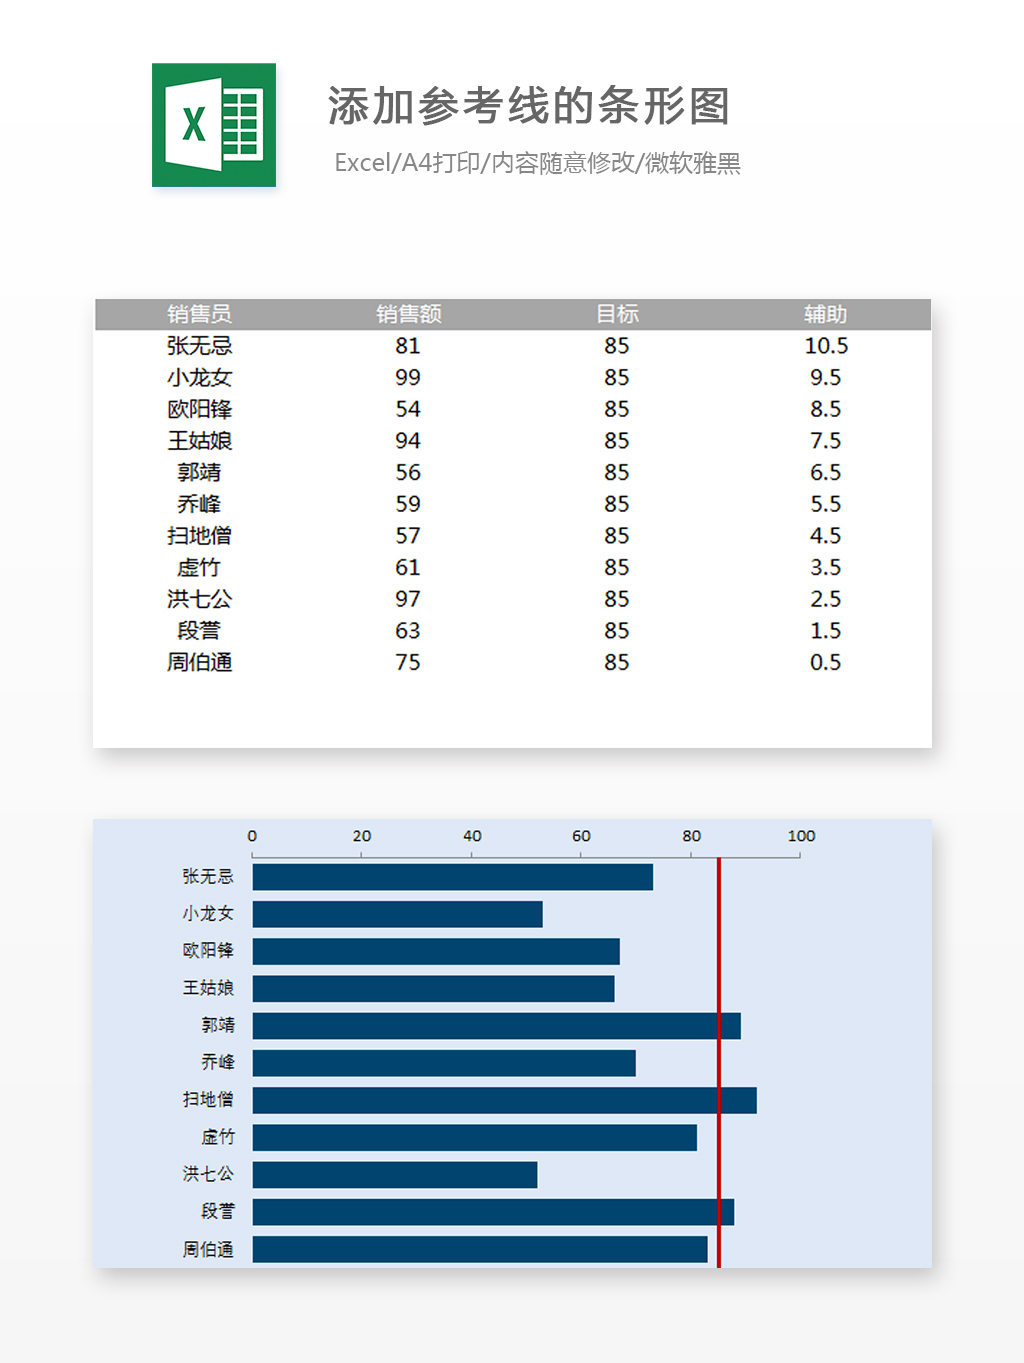 添加参考线的条形图
Excel/A4打印/内容随意修改/微软雅黑
销售员 销售额 目标 辅助
张无忌 81 85 10.5
小龙女 99 85 9.5
欧阳锋 54 85 8.5
王姑娘 94 85 7.5
郭靖 56 85 6.5
乔峰 59 85 5.5
扫地僧 57 85 4.5
虚竹 61 85 3.5
洪七公 97 85 2.5
段誉 63 85 1.5
周伯通 75 85 0.5
0 20 40 60 80 100
张无忌
小龙女
欧阳锋
王姑娘
郭靖
乔峰
扫地僧
虚竹
洪七公
段誉
周伯通